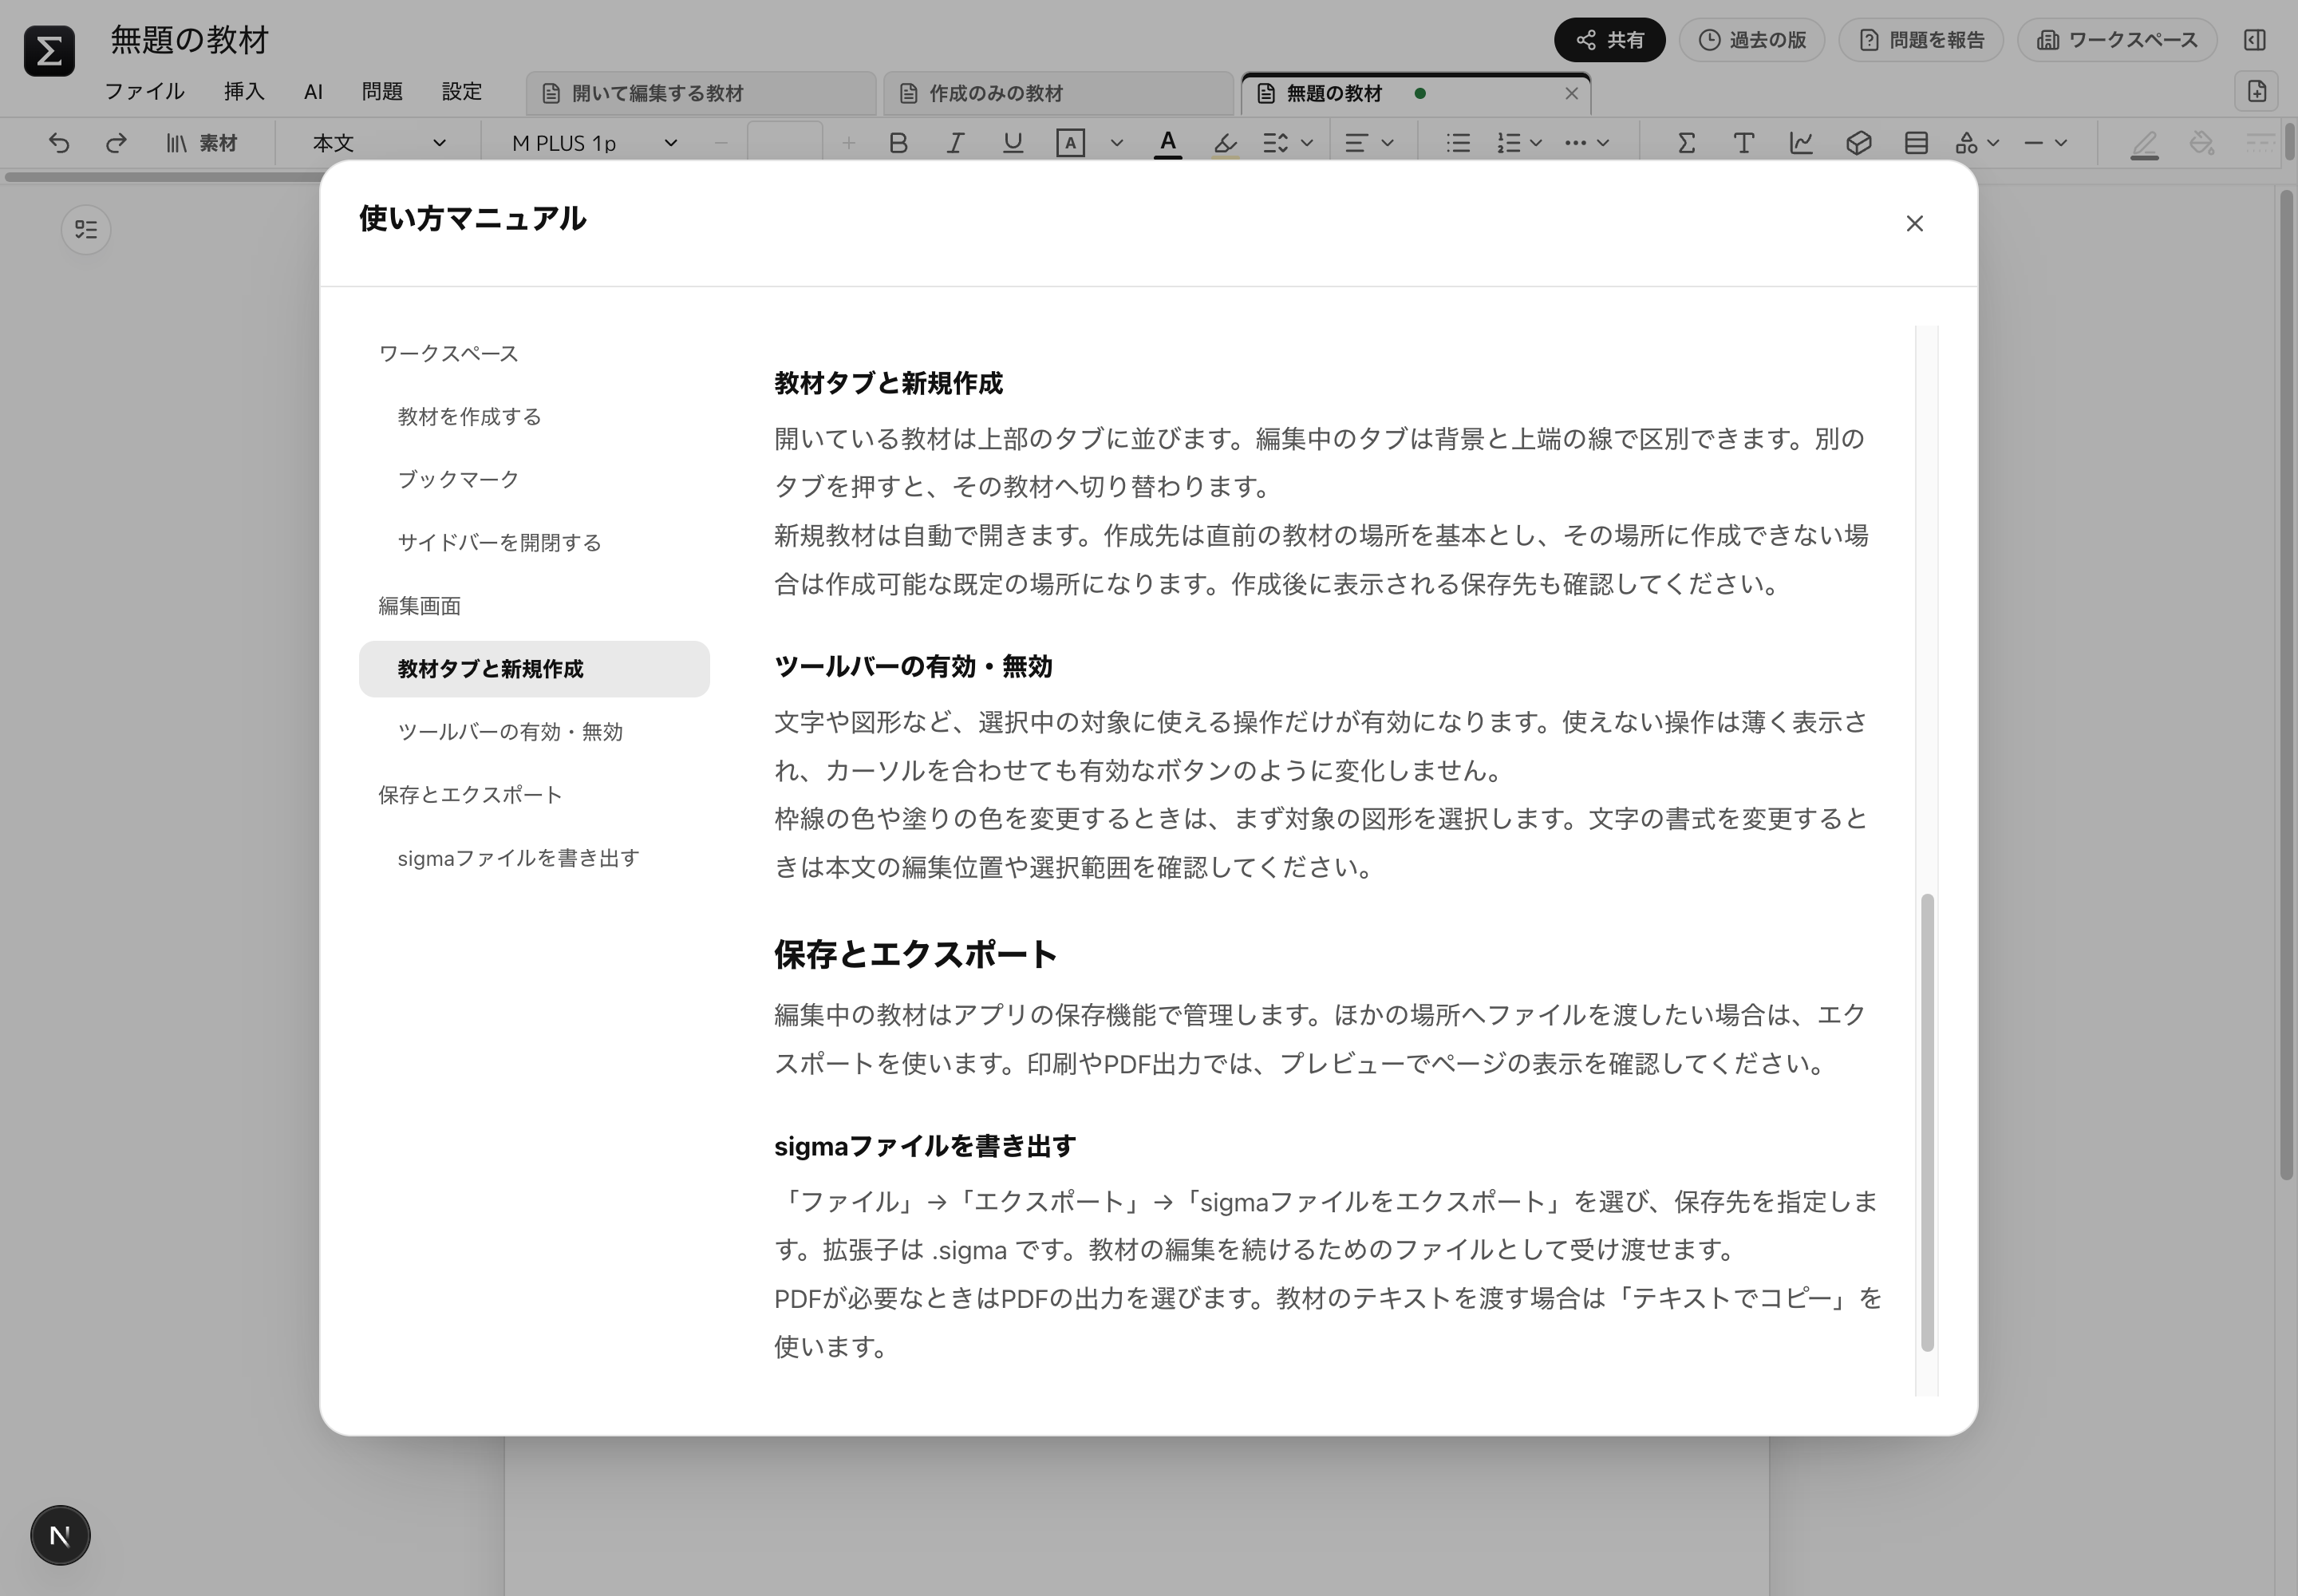 Σ
無題の教材
共有
過去の版
問題を報告
ワークスペース
ファイル 挿入 AI 問題 設定
開いて編集する教材
作成のみの教材
無題の教材
素材
本文
M PLUS 1p
使い方マニュアル
ワークスペース
教材を作成する
ブックマーク
サイドバーを開閉する
編集画面
教材タブと新規作成
ツールバーの有効・無効
保存とエクスポート
sigmaファイルを書き出す
教材タブと新規作成
開いている教材は上部のタブに並びます。編集中のタブは背景と上端の線で区別できます。別の
タブを押すと、その教材へ切り替わります。
新規教材は自動で開きます。作成先は直前の教材の場所を基本とし、その場所に作成できない場
合は作成可能な既定の場所になります。作成後に表示される保存先も確認してください。
ツールバーの有効・無効
文字や図形など、選択中の対象に使える操作だけが有効になります。使えない操作は薄く表示さ
れ、カーソルを合わせても有効なボタンのように変化しません。
枠線の色や塗りの色を変更するときは、まず対象の図形を選択します。文字の書式を変更すると
きは本文の編集位置や選択範囲を確認してください。
保存とエクスポート
編集中の教材はアプリの保存機能で管理します。ほかの場所へファイルを渡したい場合は、エク
スポートを使います。印刷やPDF出力では、プレビューでページの表示を確認してください。
sigmaファイルを書き出す
「ファイル」→「エクスポート」→「sigmaファイルをエクスポート」を選び、保存先を指定しま
す。拡張子は .sigma です。教材の編集を続けるためのファイルとして受け渡せます。
PDFが必要なときはPDFの出力を選びます。教材のテキストを渡す場合は「テキストでコピー」を
使います。
N